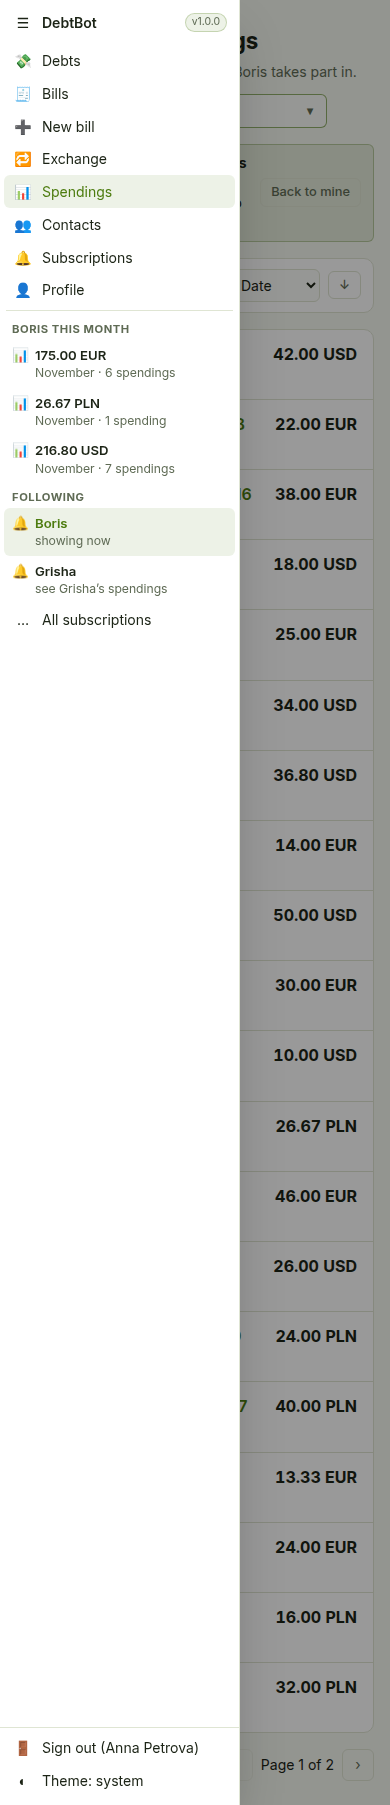 ☰ DebtBot v1.0.0
Debts
Bills
New bill
Exchange
Spendings
Contacts
Subscriptions
Profile
BORIS THIS MONTH
175.00 EUR
November · 6 spendings
26.67 PLN
November · 1 spending
216.80 USD
November · 7 spendings
FOLLOWING
Boris
showing now
Grisha
see Grisha's spendings
... All subscriptions
Sign out (Anna Petrova)
Theme: system
gs
Boris takes part in.
▾
s
Back to mine
Date
↓
42.00 USD
22.00 EUR
16 38.00 EUR
18.00 USD
25.00 EUR
34.00 USD
36.80 USD
14.00 EUR
50.00 USD
30.00 EUR
10.00 USD
26.67 PLN
46.00 EUR
26.00 USD
24.00 PLN
7 40.00 PLN
13.33 EUR
24.00 EUR
16.00 PLN
32.00 PLN
Page 1 of 2 ›